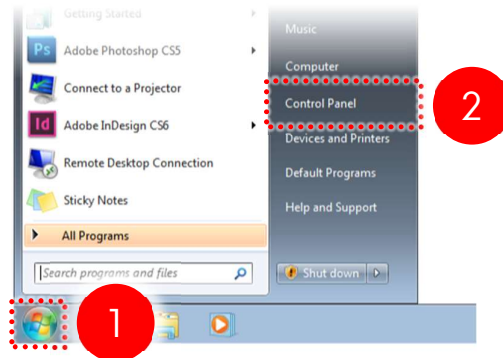 Getting Started
Ps Adobe Photoshop CS5
Connect to a Projector
Id Adobe InDesign CS6
Remote Desktop Connection
Sticky Notes
All Programs
Search programs and files
Music
Computer
Control Panel
Devices and Printers
Default Programs
Help and Support
Shut down
1
2